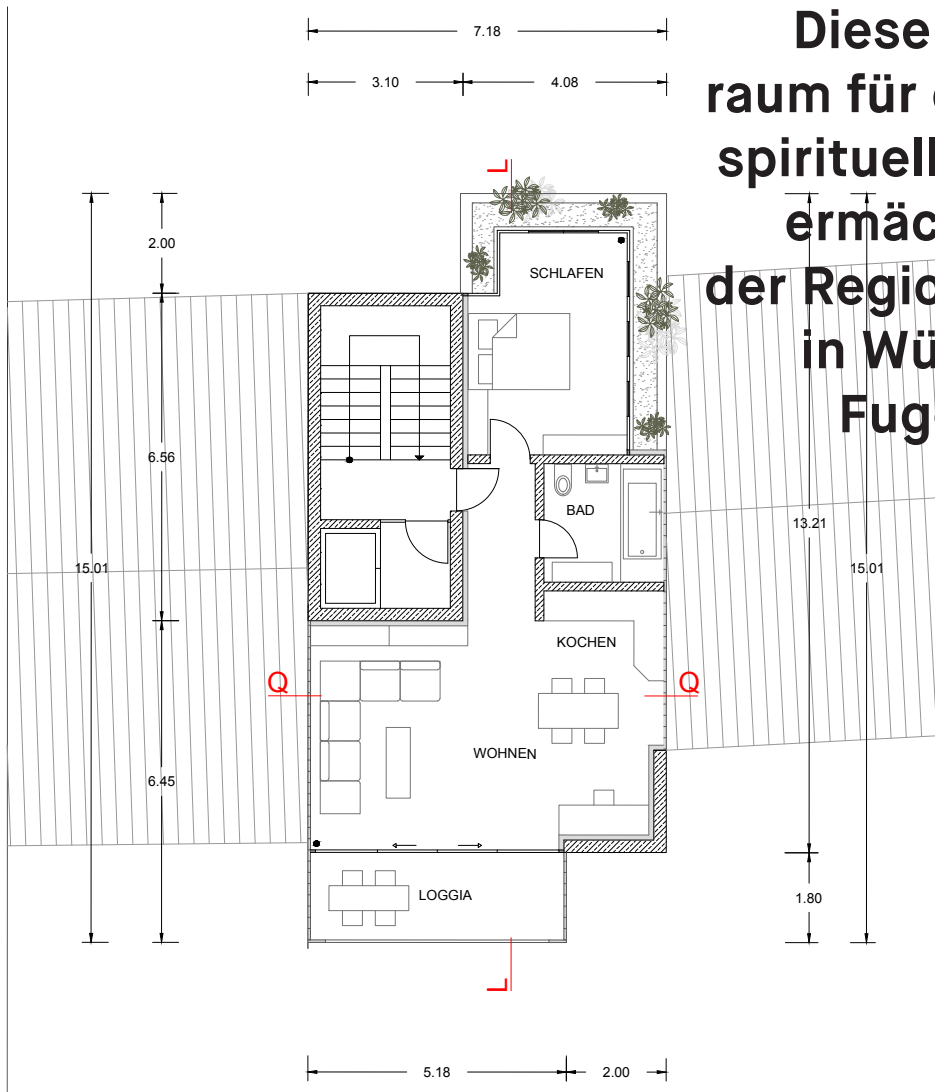 7.18
Diese
3.10
4.08
raum für
spirituell
L
2.00
ermäc
SCHLAFEN
der Regio
in Wü
Fug
6.56
BAD
13.21
15.01
15.01
KOCHEN
Q
Q
WOHNEN
6.45
LOGGIA
1.80
L
5.18
2.00